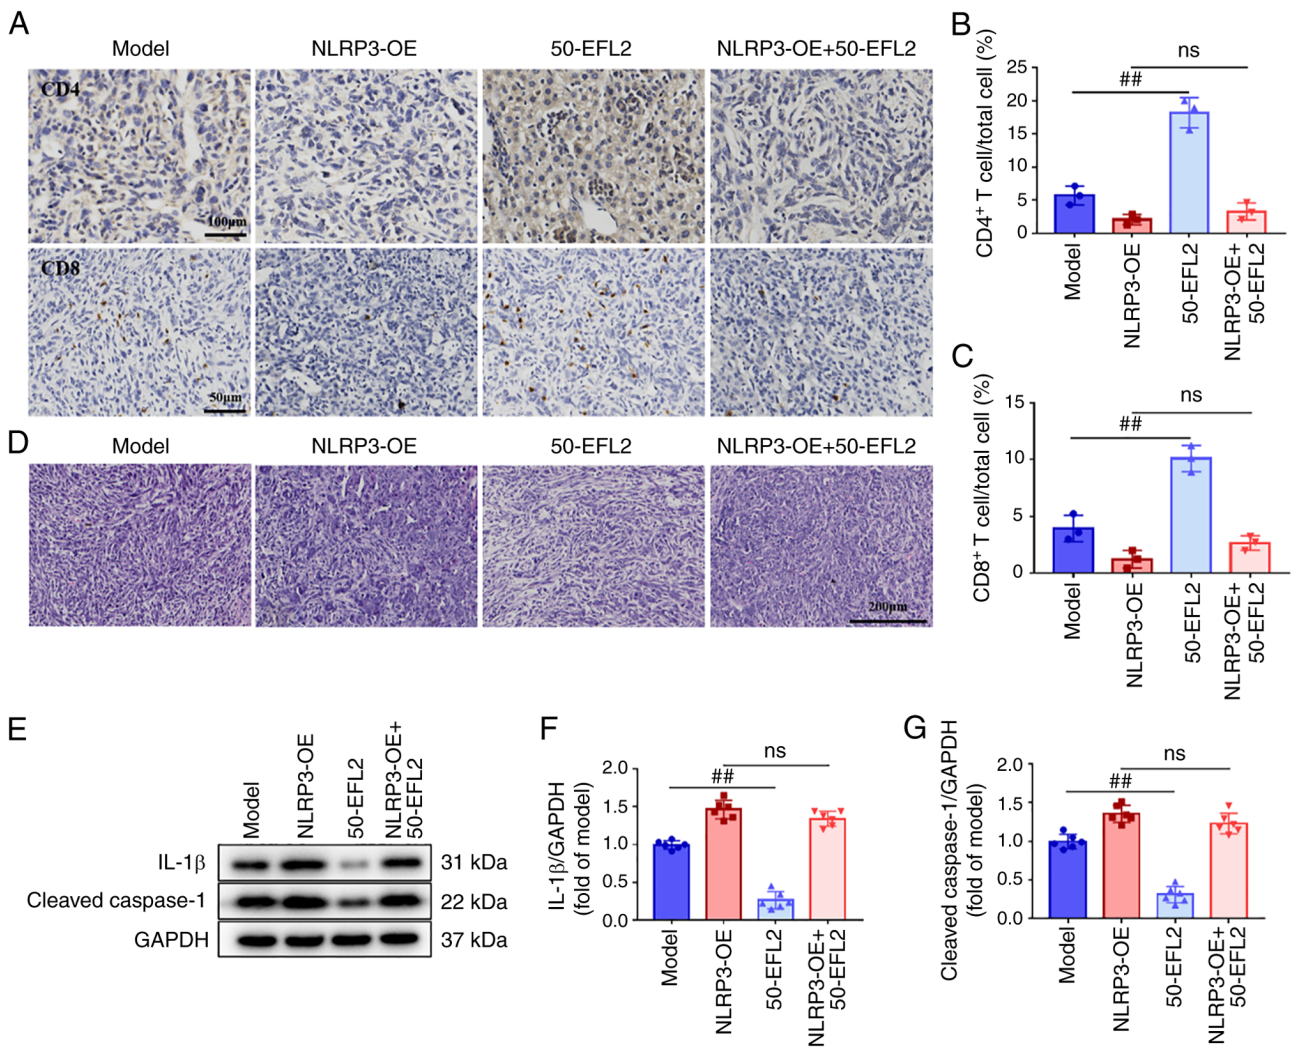 A
Model
NLRP3-OE
50-EFL2
NLRP3-OE+50-EFL2
CD4
100μm
CD8
50μm
B
CD4+ T cell/total cell (%)
25
20
15
10
5
0
##
ns
Model
NLRP3-OE
50-EFL2
NLRP3-OE+
50-EFL2
C
CD8+ T cell/total cell (%)
15
10
5
0
##
ns
Model
NLRP3-OE
50-EFL2
NLRP3-OE+
50-EFL2
D
Model
NLRP3-OE
50-EFL2
NLRP3-OE+50-EFL2
200μm
E
Model
NLRP3-OE
50-EFL2
NLRP3-OE+
50-EFL2
IL-1β
31 kDa
Cleaved caspase-1
22 kDa
GAPDH
37 kDa
F
IL-1β/GAPDH
(fold of model)
2.0
1.5
1.0
0.5
0.0
##
ns
Model
NLRP3-OE
50-EFL2
NLRP3-OE+
50-EFL2
G
Cleaved caspase-1/GAPDH
(fold of model)
2.0
1.5
1.0
0.5
0.0
##
ns
Model
NLRP3-OE
50-EFL2
NLRP3-OE+
50-EFL2